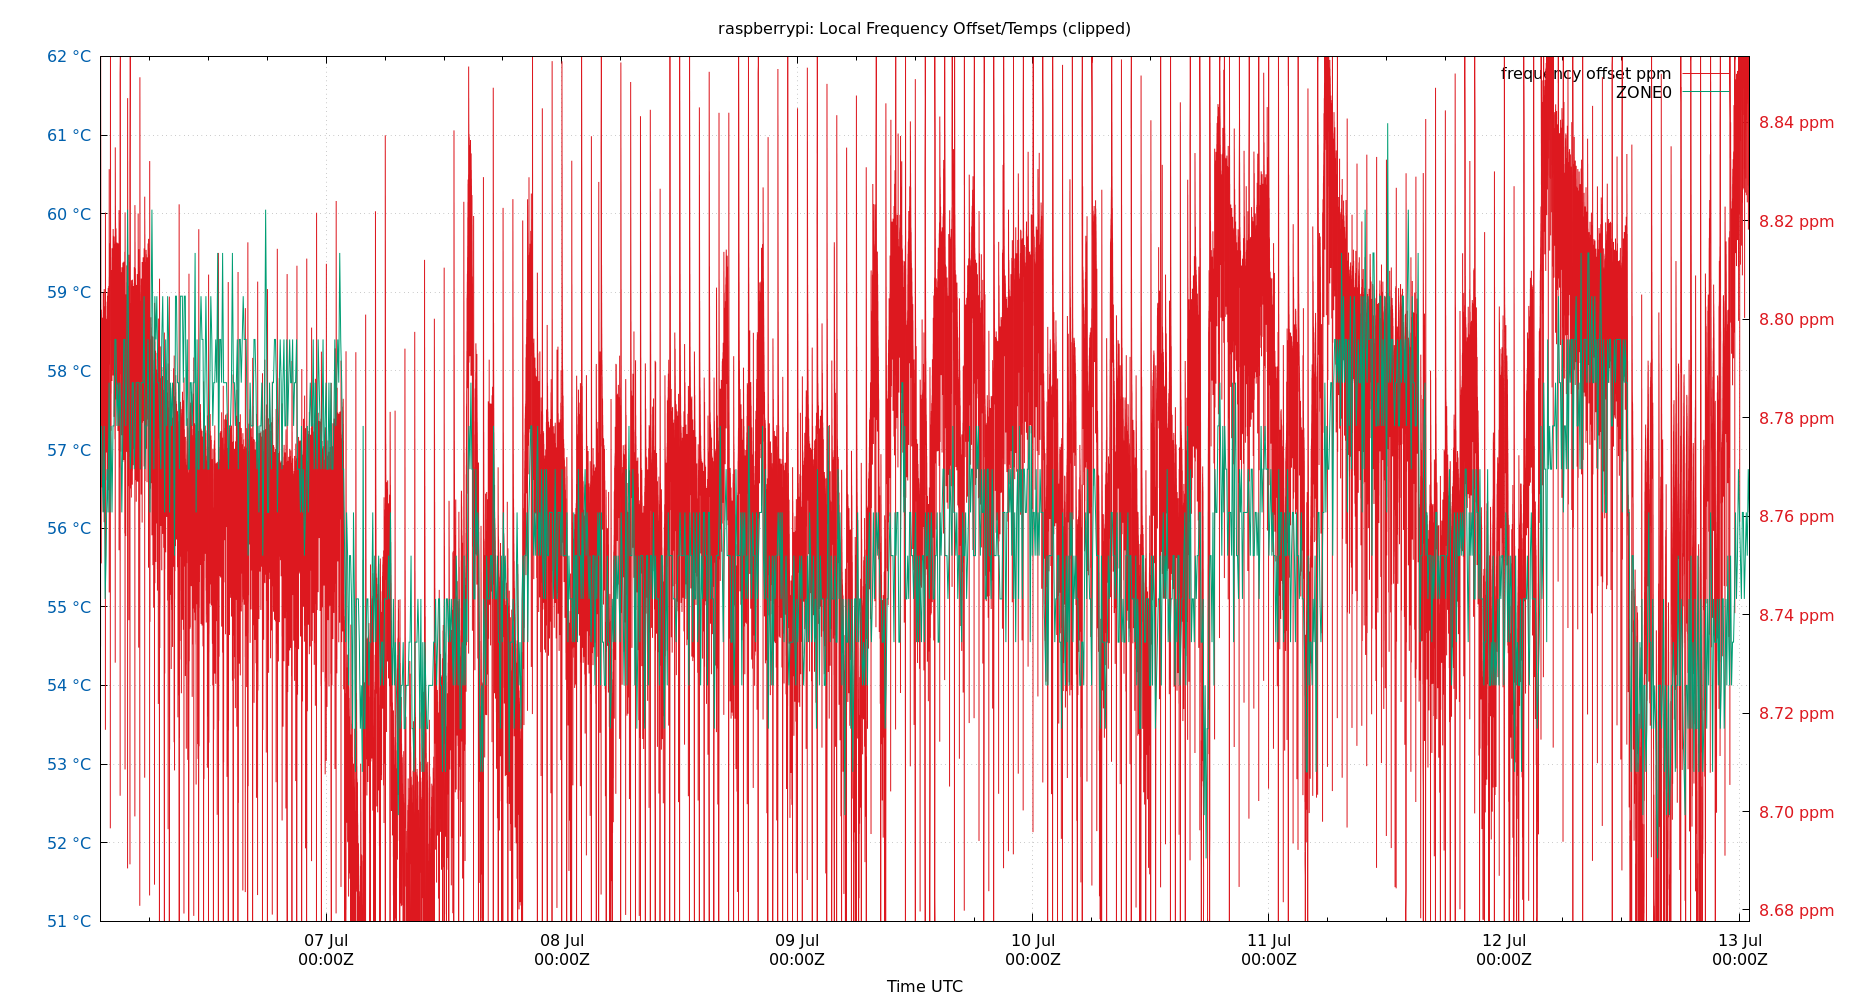 raspberrypi: Local Frequency Offset/Temps (clipped)
62 °C
61 °C
60 °C
59 °C
58 °C
57 °C
56 °C
55 °C
54 °C
53 °C
52 °C
51 °C
frequency offset ppm
ZONE0
8.84 ppm
8.82 ppm
8.80 ppm
8.78 ppm
8.76 ppm
8.74 ppm
8.72 ppm
8.70 ppm
8.68 ppm
07 Jul
00:00Z
08 Jul
00:00Z
09 Jul
00:00Z
10 Jul
00:00Z
11 Jul
00:00Z
12 Jul
00:00Z
13 Jul
00:00Z
Time UTC